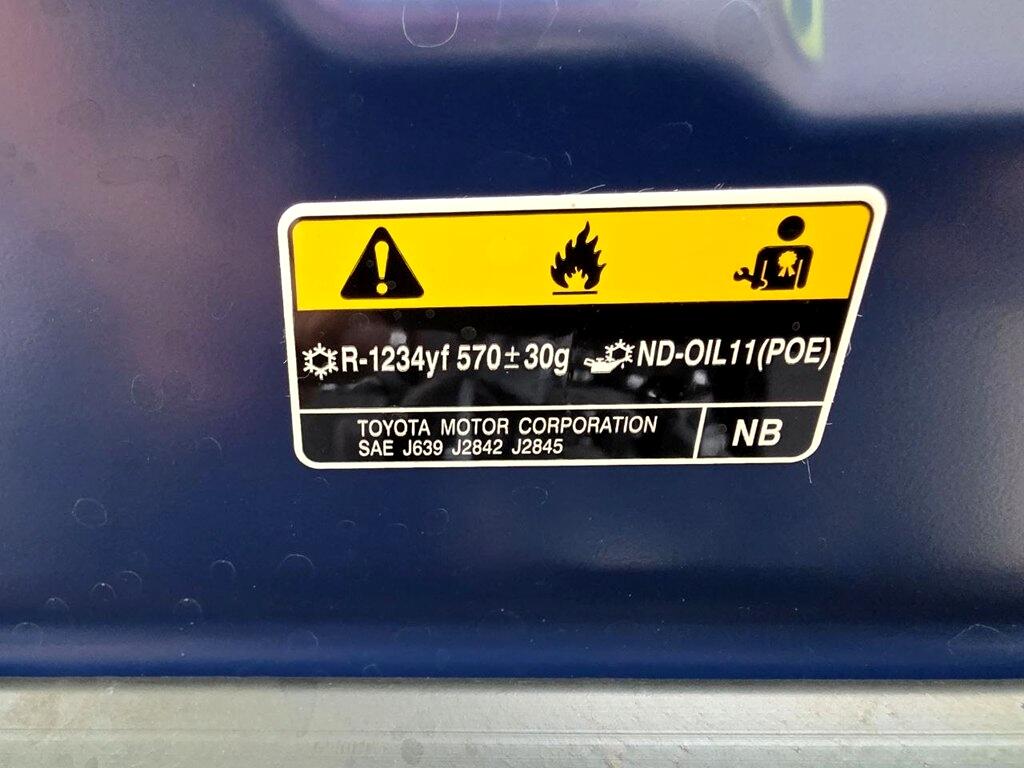 R-1234yf 570±30g ND-OIL11(POE)
TOYOTA MOTOR CORPORATION
SAE J639 J2842 J2845
NB